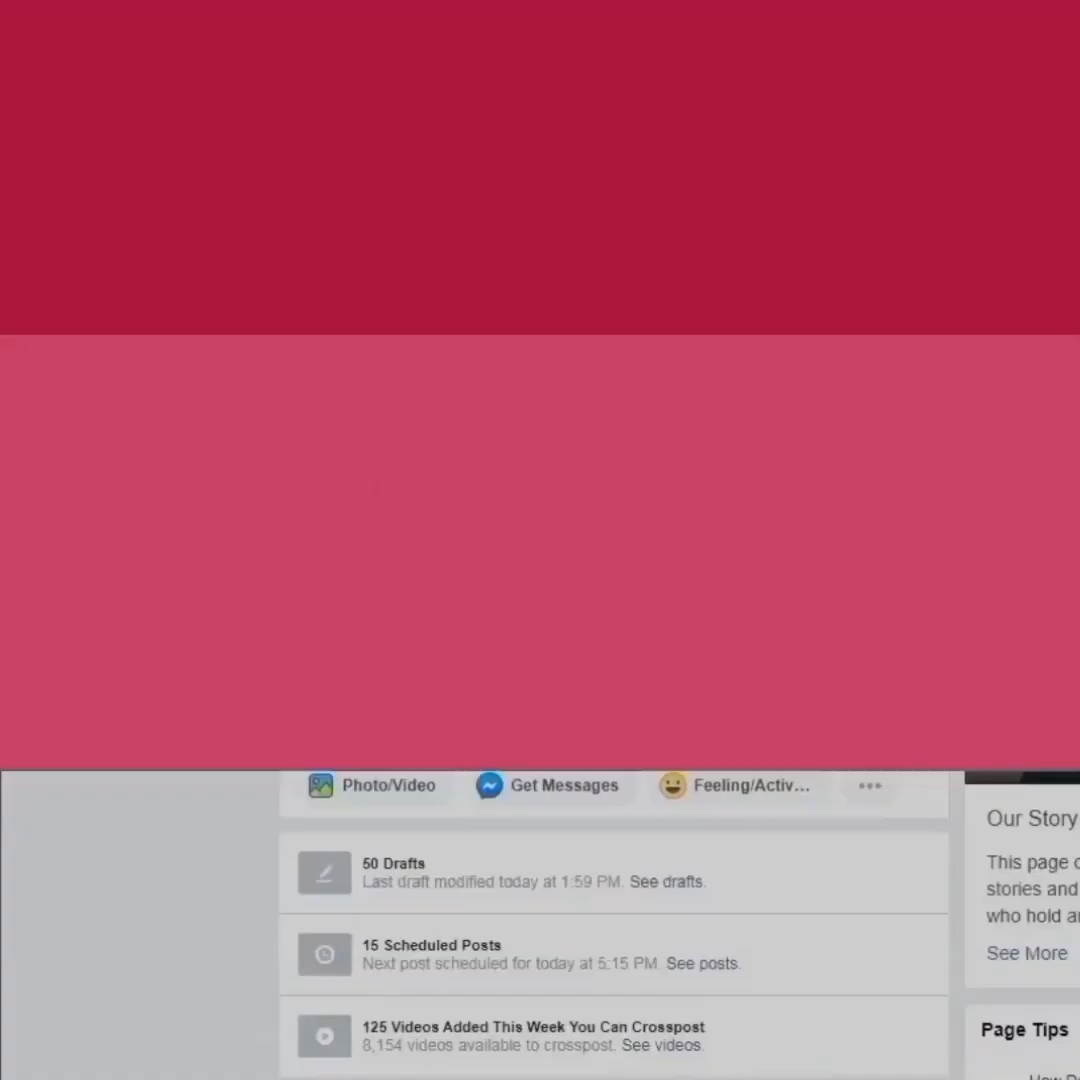 Photo/Video Get Messages Feeling/Activ... 
Our Story
50 Drafts
Last draft modified today at 1:59 PM. See drafts.
This page
stories and
who hold
15 Scheduled Posts
Next post scheduled for today at 5:15 PM. See posts.
See More
125 Videos Added This Week You Can Crosspost
8,154 videos available to crosspost. See videos.
Page Tips